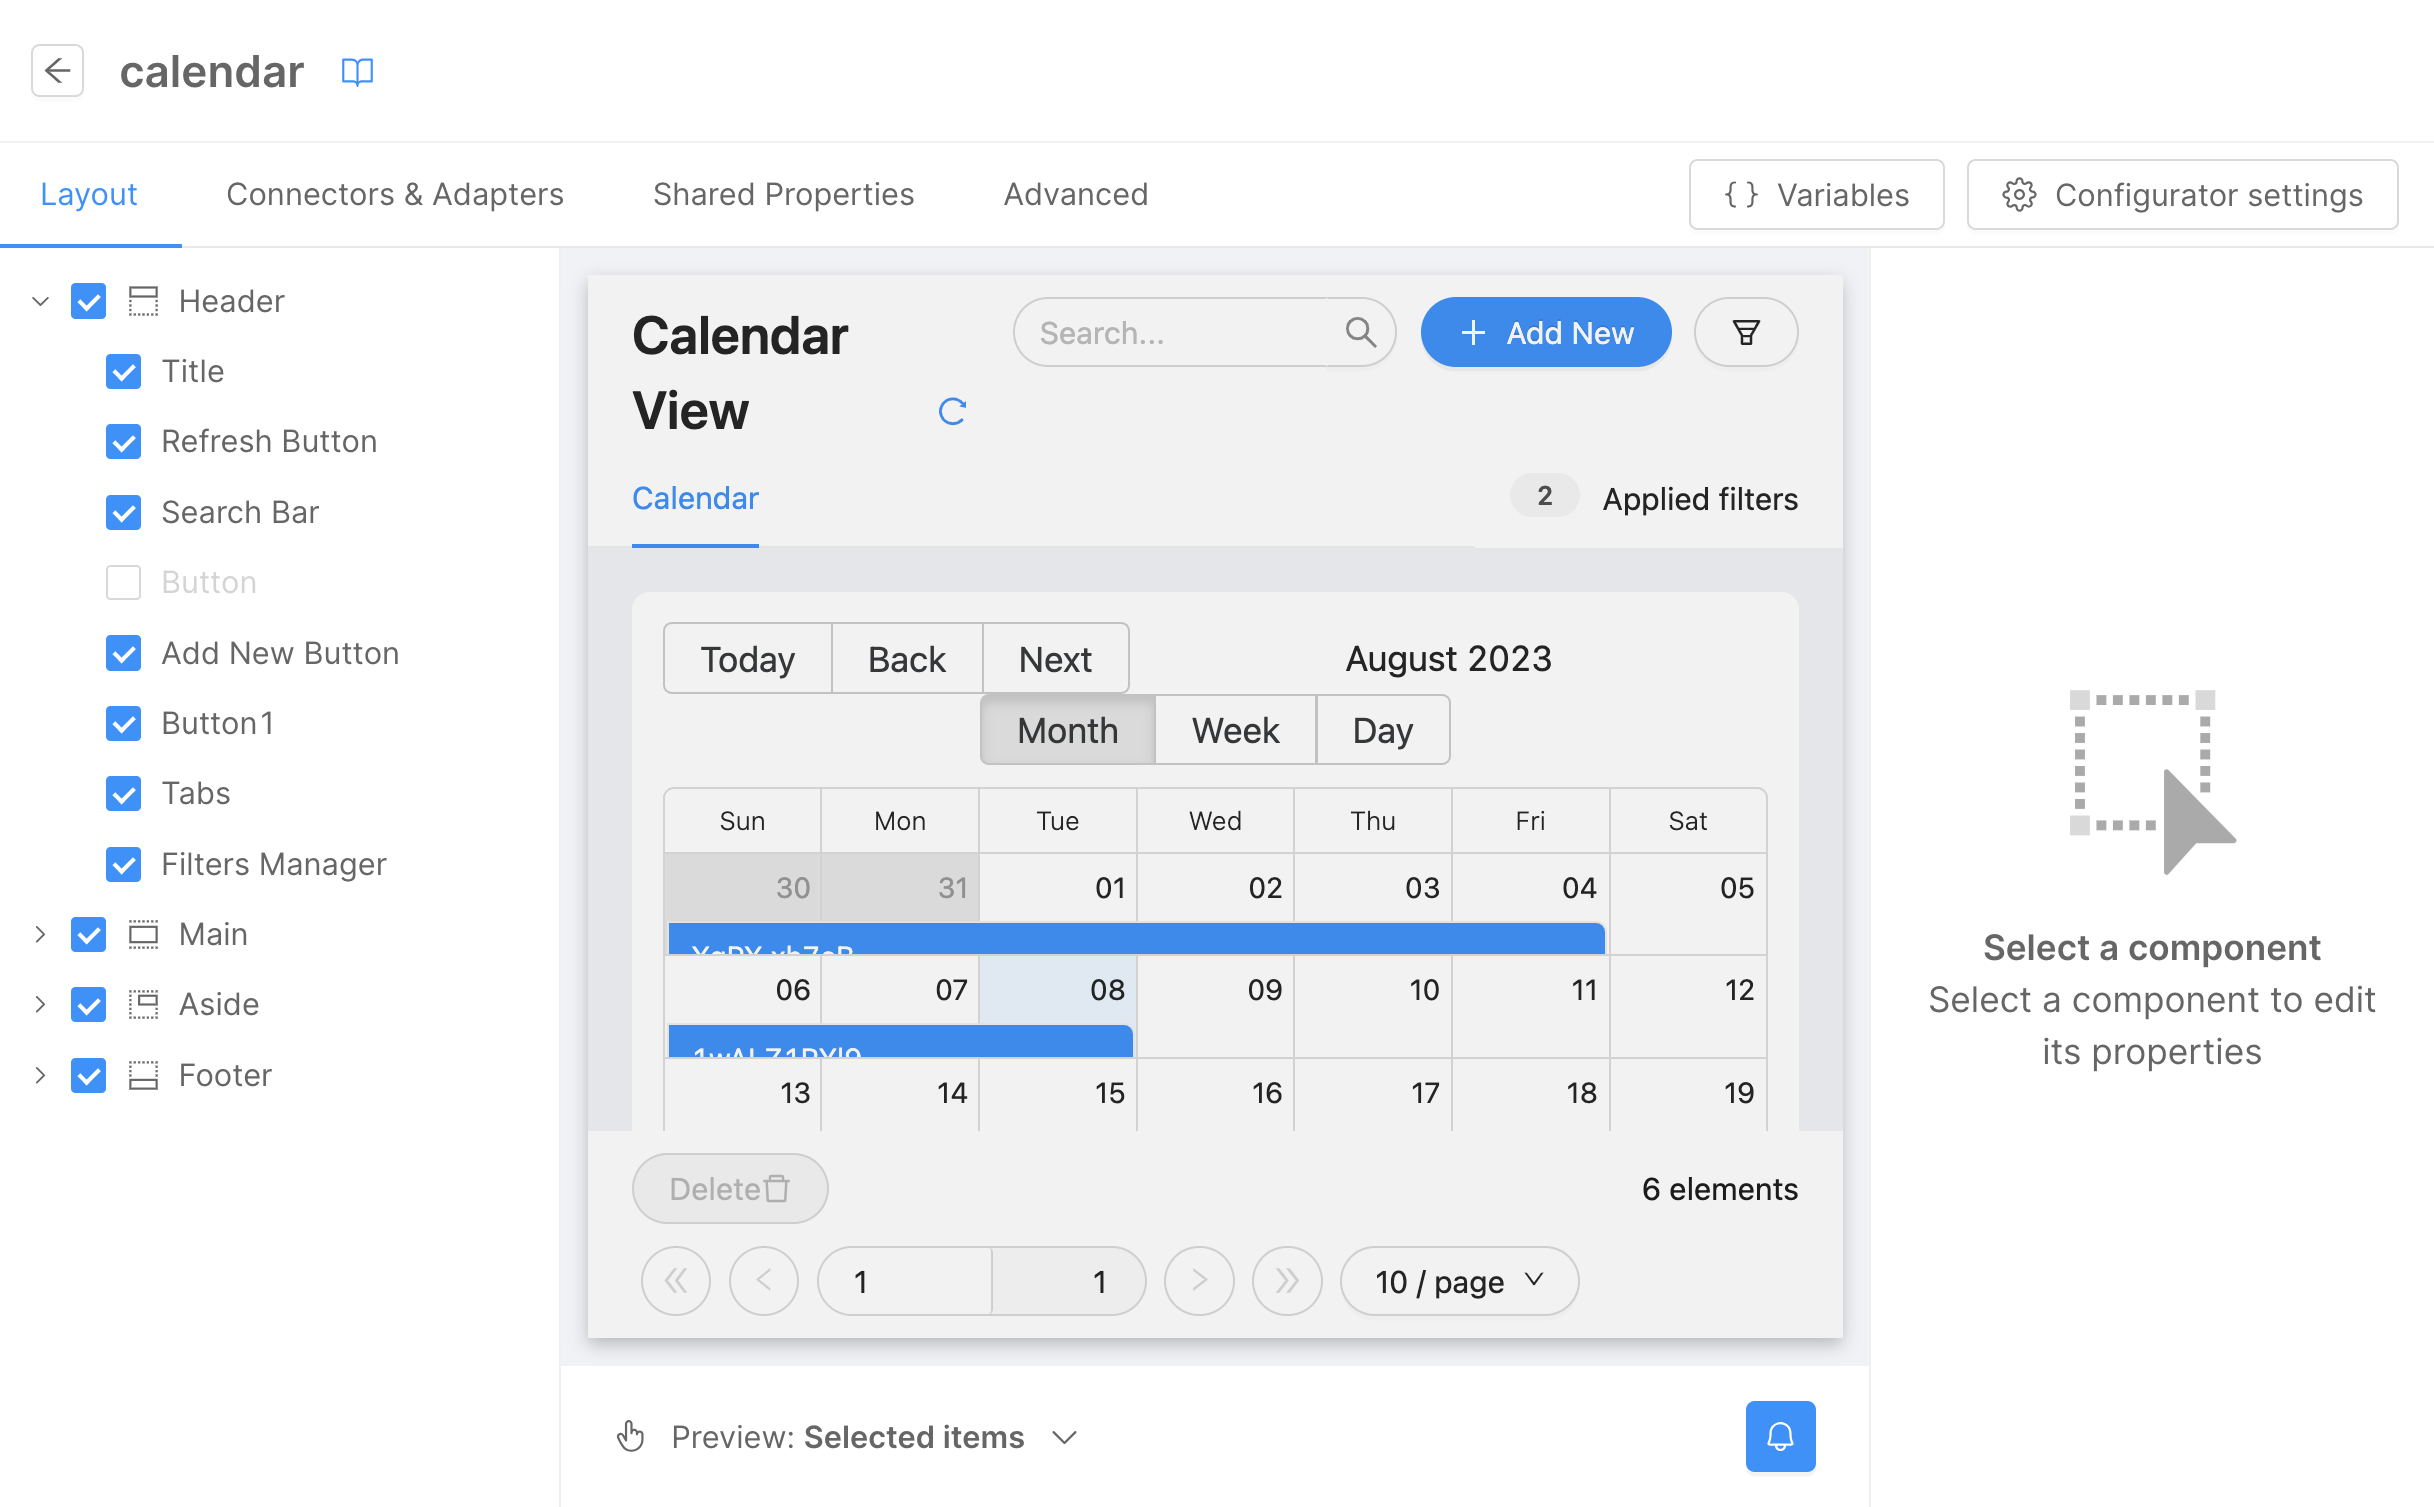 calendar
Layout
Connectors & Adapters
Shared Properties
Advanced
{ } Variables
Configurator settings
Header
Title
Refresh Button
Search Bar
Button
Add New Button
Button1
Tabs
Filters Manager
Main
Aside
Footer
Calendar
View
Search...
+ Add New
Calendar
2 Applied filters
Today Back Next
August 2023
Month Week Day
Sun Mon Tue Wed Thu Fri Sat
30 31 01 02 03 04 05
06 07 08 09 10 11 12
13 14 15 16 17 18 19
Delete
6 elements
1 1
10 / page
Preview: Selected items
Select a component
Select a component to edit
its properties